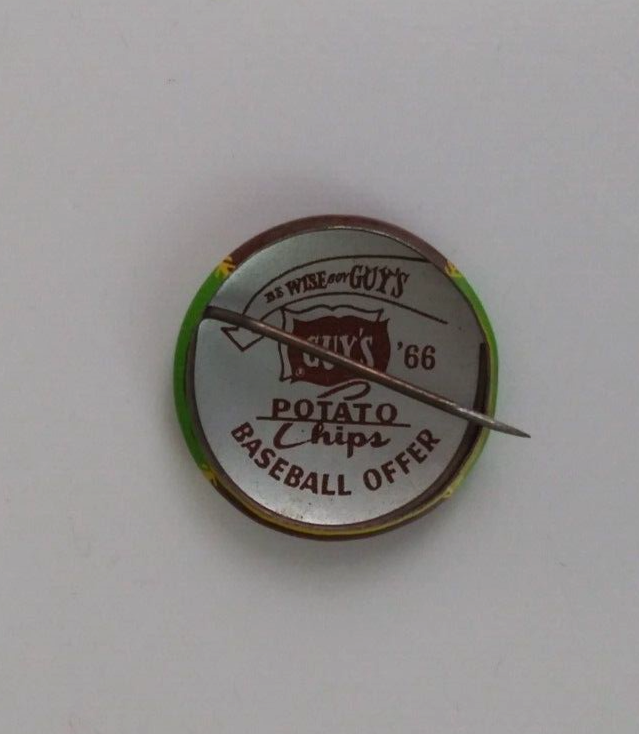 BE WISE BUY GUY'S
GUY'S ® '66
POTATO
Chips
BASEBALL OFFER